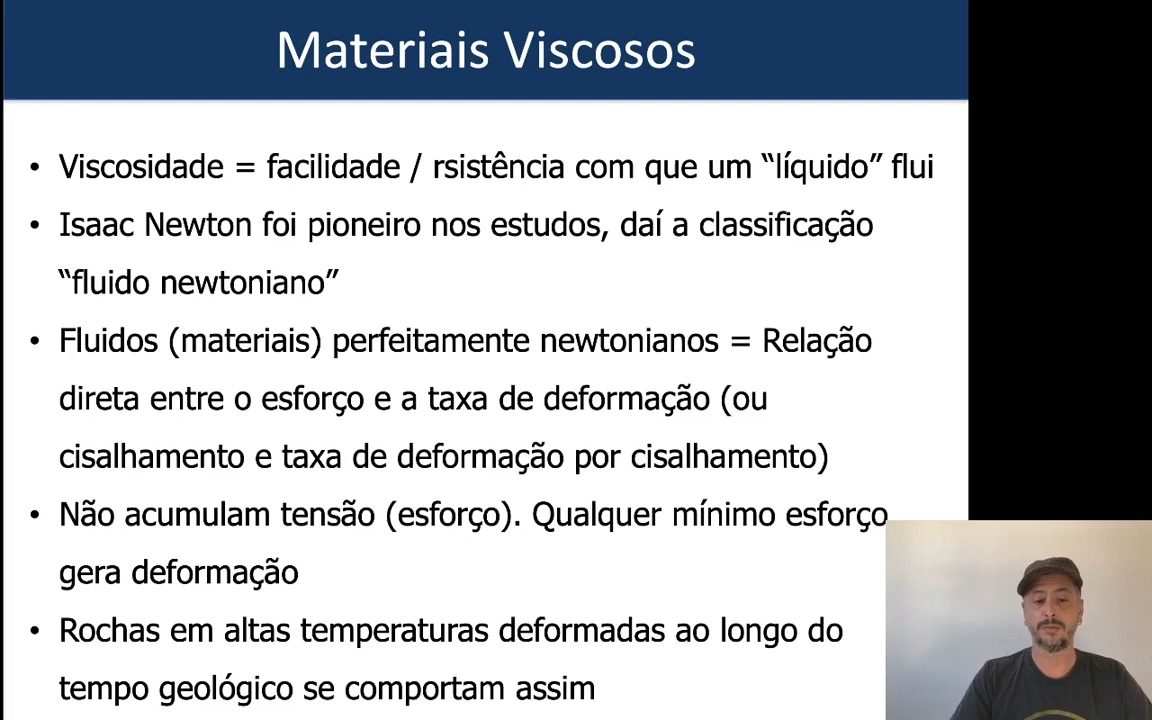 Materiais Viscosos
• Viscosidade = facilidade / rsistência com que um “líquido” flui
• Isaac Newton foi pioneiro nos estudos, daí a classificação
“fluido newtoniano”
• Fluidos (materiais) perfeitamente newtonianos = Relação
direta entre o esforço e a taxa de deformação (ou
cisalhamento e taxa de deformação por cisalhamento)
• Não acumulam tensão (esforço). Qualquer mínimo esforço
gera deformação
• Rochas em altas temperaturas deformadas ao longo do
tempo geológico se comportam assim